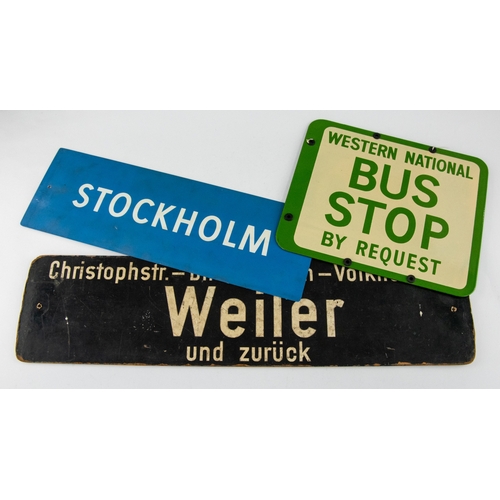 WESTERN NATIONAL
BUS
STOP
BY REQUEST
STOCKHOLM
Christophstr.–
Weiler
und zurück